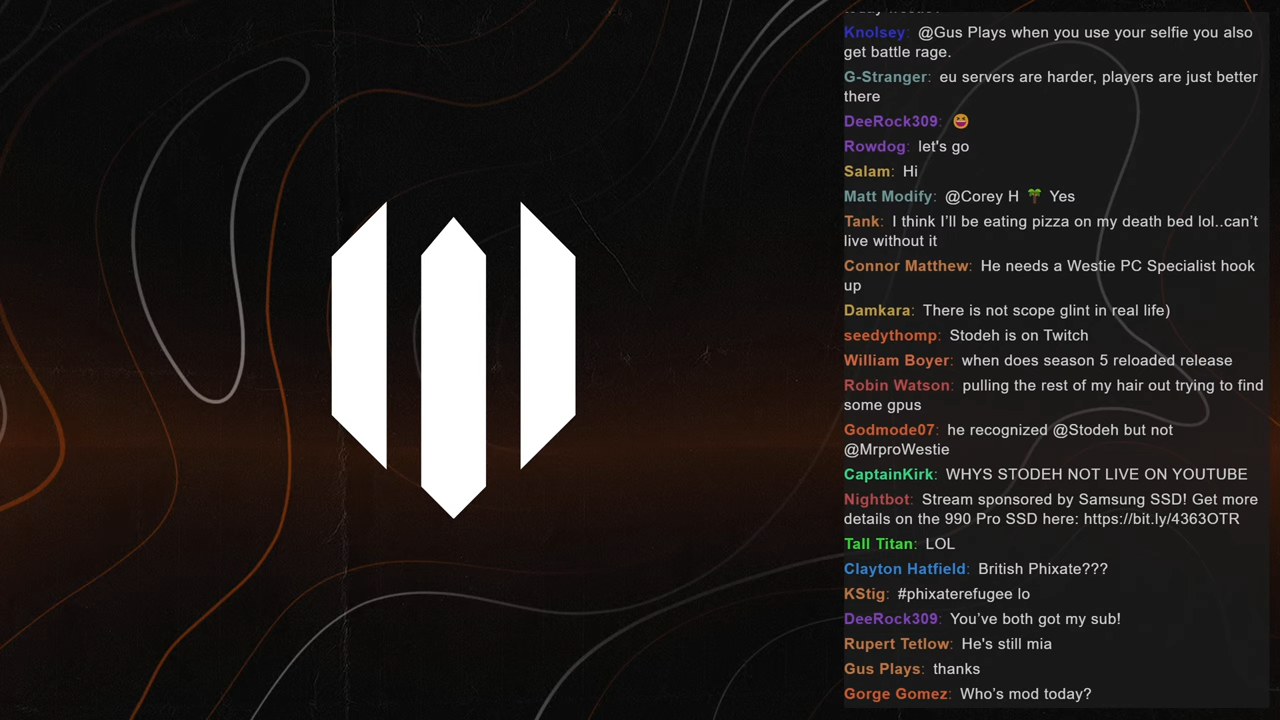 Knolsey: @Gus Plays when you use your selfie you also
get battle rage.
G-Stranger: eu servers are harder, players are just better
there
DeeRock309: 😆
Rowdog: let's go
Salam: Hi
Matt Modify: @Corey H 🌴 Yes
Tank: I think I’ll be eating pizza on my death bed lol..can’t
live without it
Connor Matthew: He needs a Westie PC Specialist hook
up
Damkara: There is not scope glint in real life)
seedythomp: Stodeh is on Twitch
William Boyer: when does season 5 reloaded release
Robin Watson: pulling the rest of my hair out trying to find
some gpus
Godmode07: he recognized @Stodeh but not
@MrproWestie
CaptainKirk: WHYS STODEH NOT LIVE ON YOUTUBE
Nightbot: Stream sponsored by Samsung SSD! Get more
details on the 990 Pro SSD here: https://bit.ly/4363OTR
Tall Titan: LOL
Clayton Hatfield: British Phixate???
KStig: #phixaterefugee lo
DeeRock309: You’ve both got my sub!
Rupert Tetlow: He's still mia
Gus Plays: thanks
Gorge Gomez: Who’s mod today?